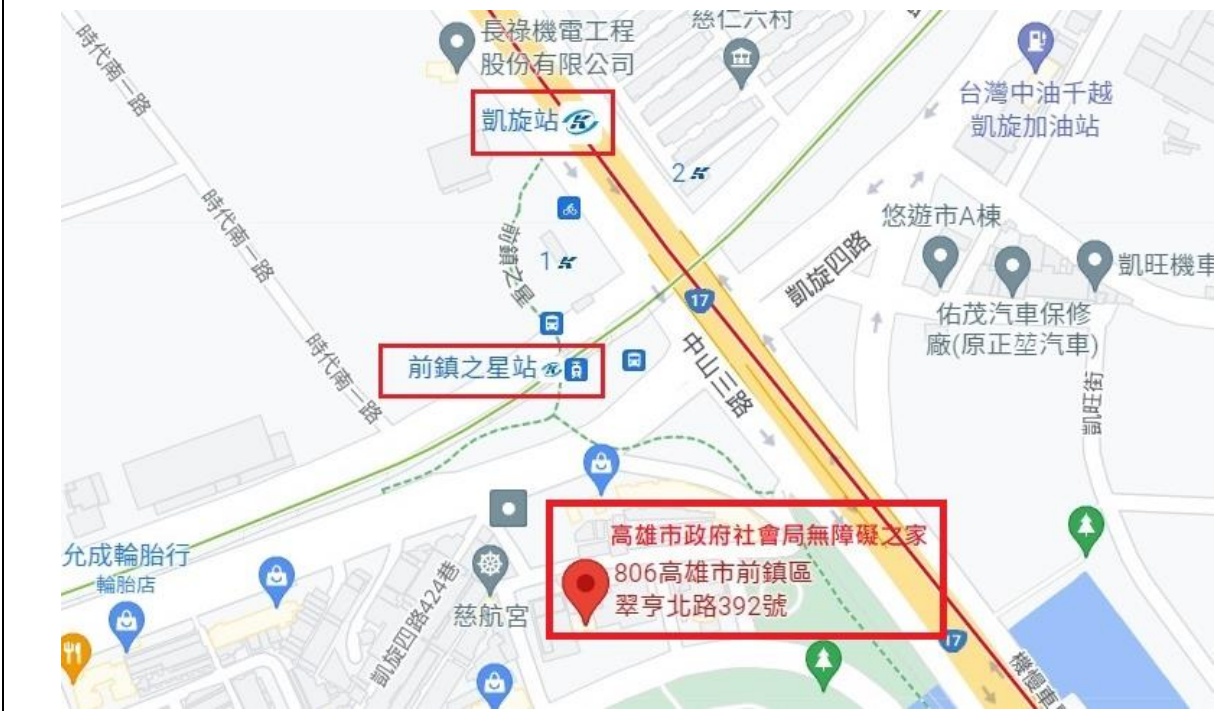 時代南二路
長祿機電工程
股份有限公司
慈仁六村
台灣中油千越
凱旋加油站
凱旋站
2
時代南二路
前鎮之星
1
悠遊市A棟
凱旋四路
凱旺機車
17
佑茂汽車保修
廠(原正堃汽車)
時代南二路
前鎮之星站
中山三路
凱旺街
高雄市政府社會局無障礙之家
806高雄市前鎮區
翠亨北路392號
允成輪胎行
輪胎店
慈航宮
凱旋四路424巷
17
機慢車